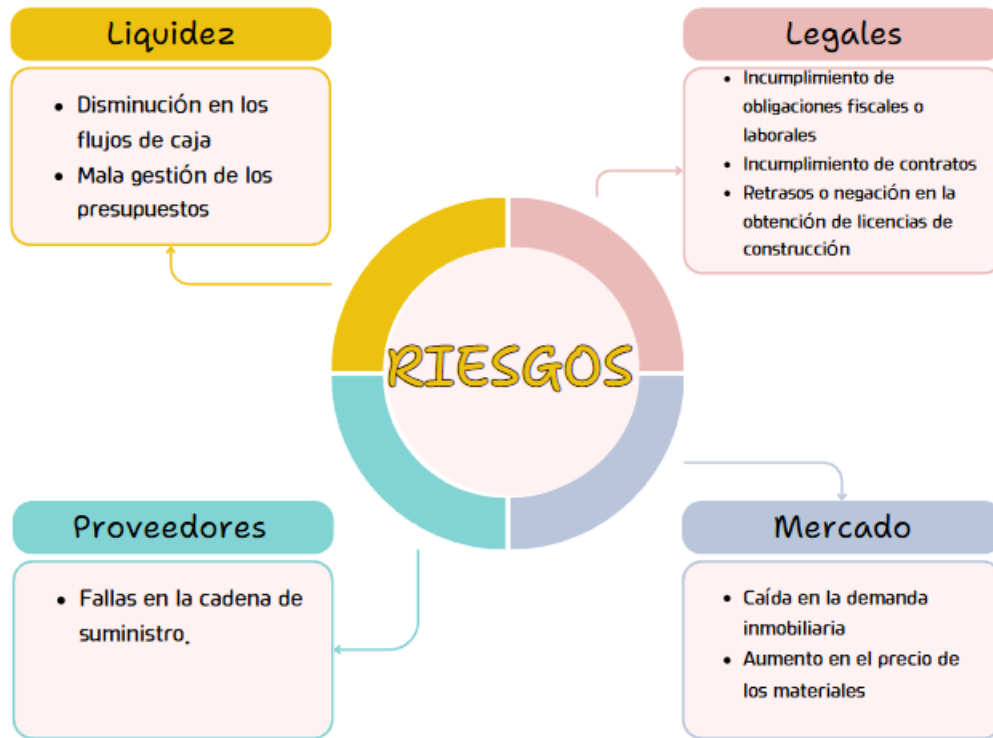 Liquidez
• Disminución en los
flujos de caja
• Mala gestión de los
presupuestos
Legales
• Incumplimiento de
obligaciones fiscales o
laborales
• Incumplimiento de contratos
• Retrasos o negación en la
obtención de licencias de
construcción
RIESGOS
Proveedores
• Fallas en la cadena de
suministro.
Mercado
• Caída en la demanda
inmobiliaria
• Aumento en el precio de
los materiales